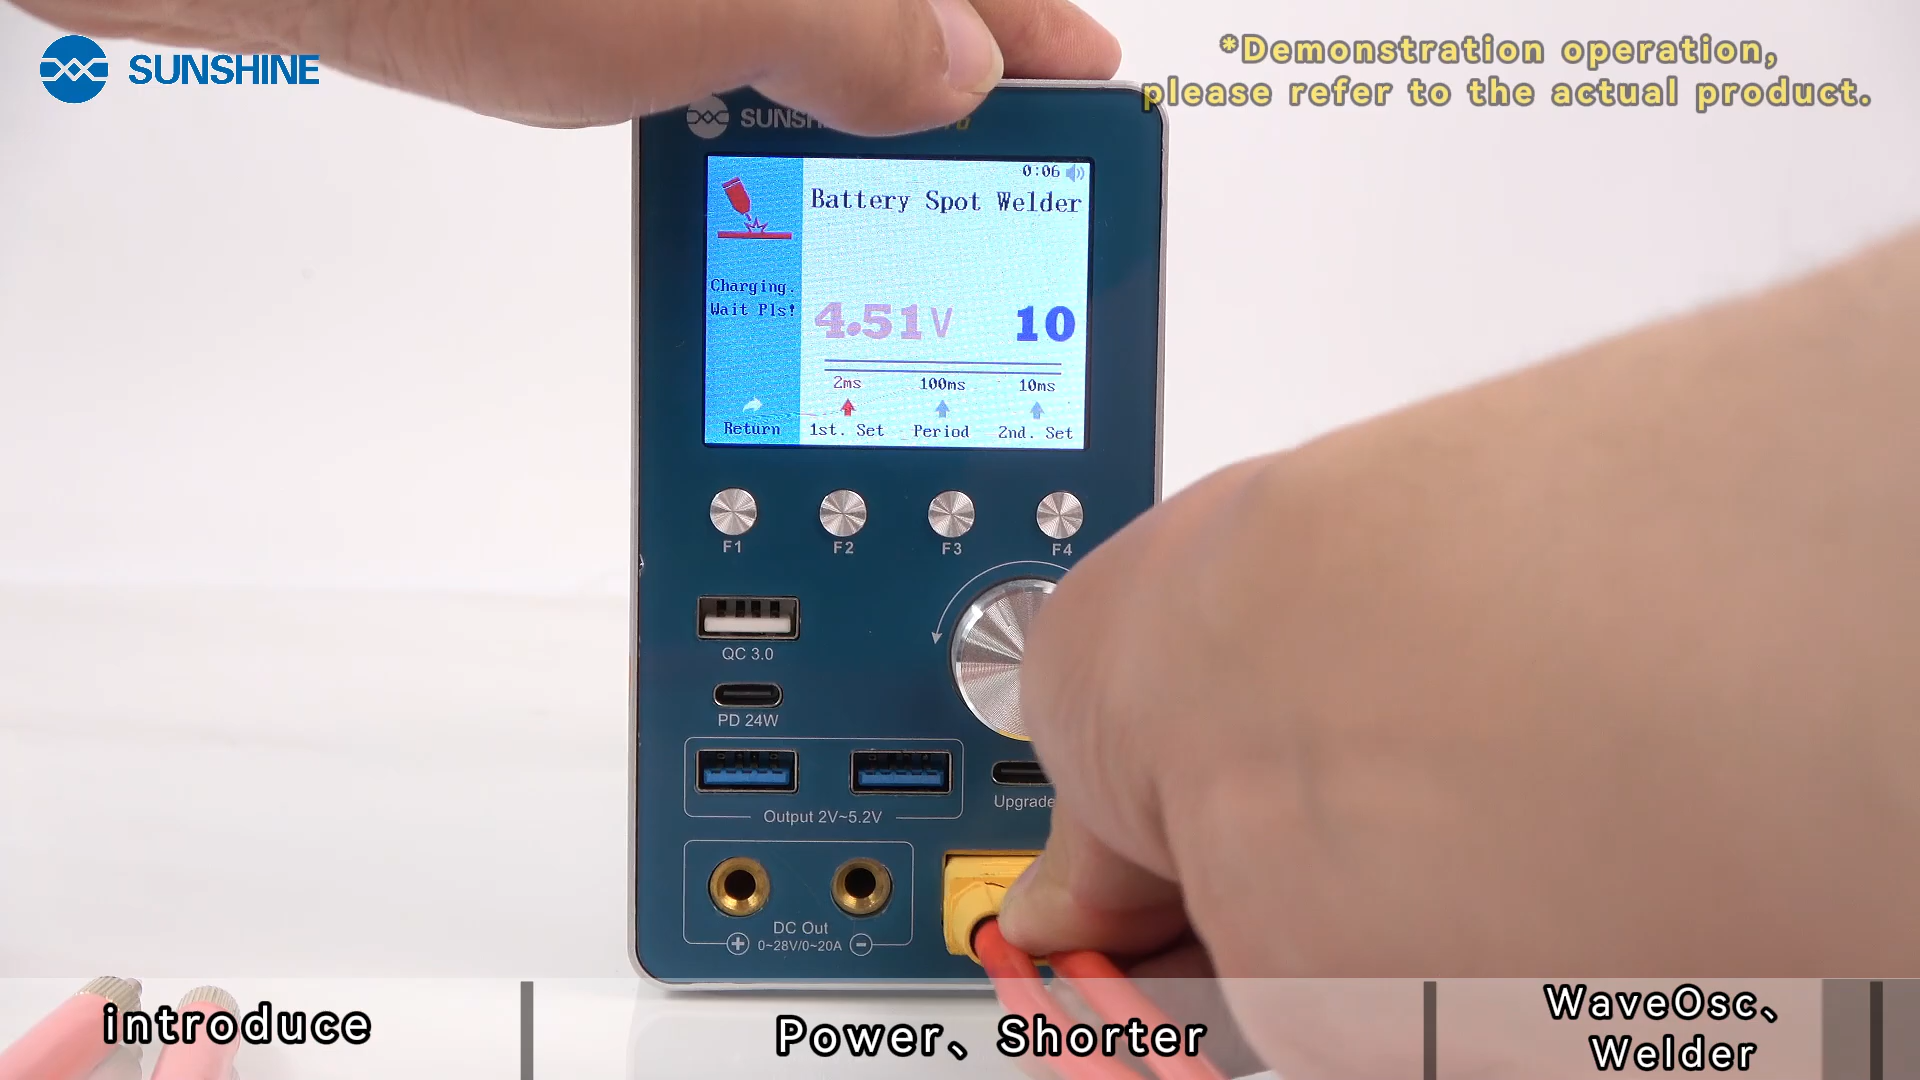 SUNSHINE
*Demonstration operation,
please refer to the actual product.
0:06
Battery Spot Welder
Charging.
Wait Pls!
4.51V
10
2ms
100ms
10ms
Return
1st. Set
Period
2nd. Set
F1
F2
F3
F4
QC 3.0
PD 24W
Output 2V~5.2V
Upgrade
DC Out
+ 0~28V/0~20A −
introduce
Power、Shorter
WaveOsc、
Welder